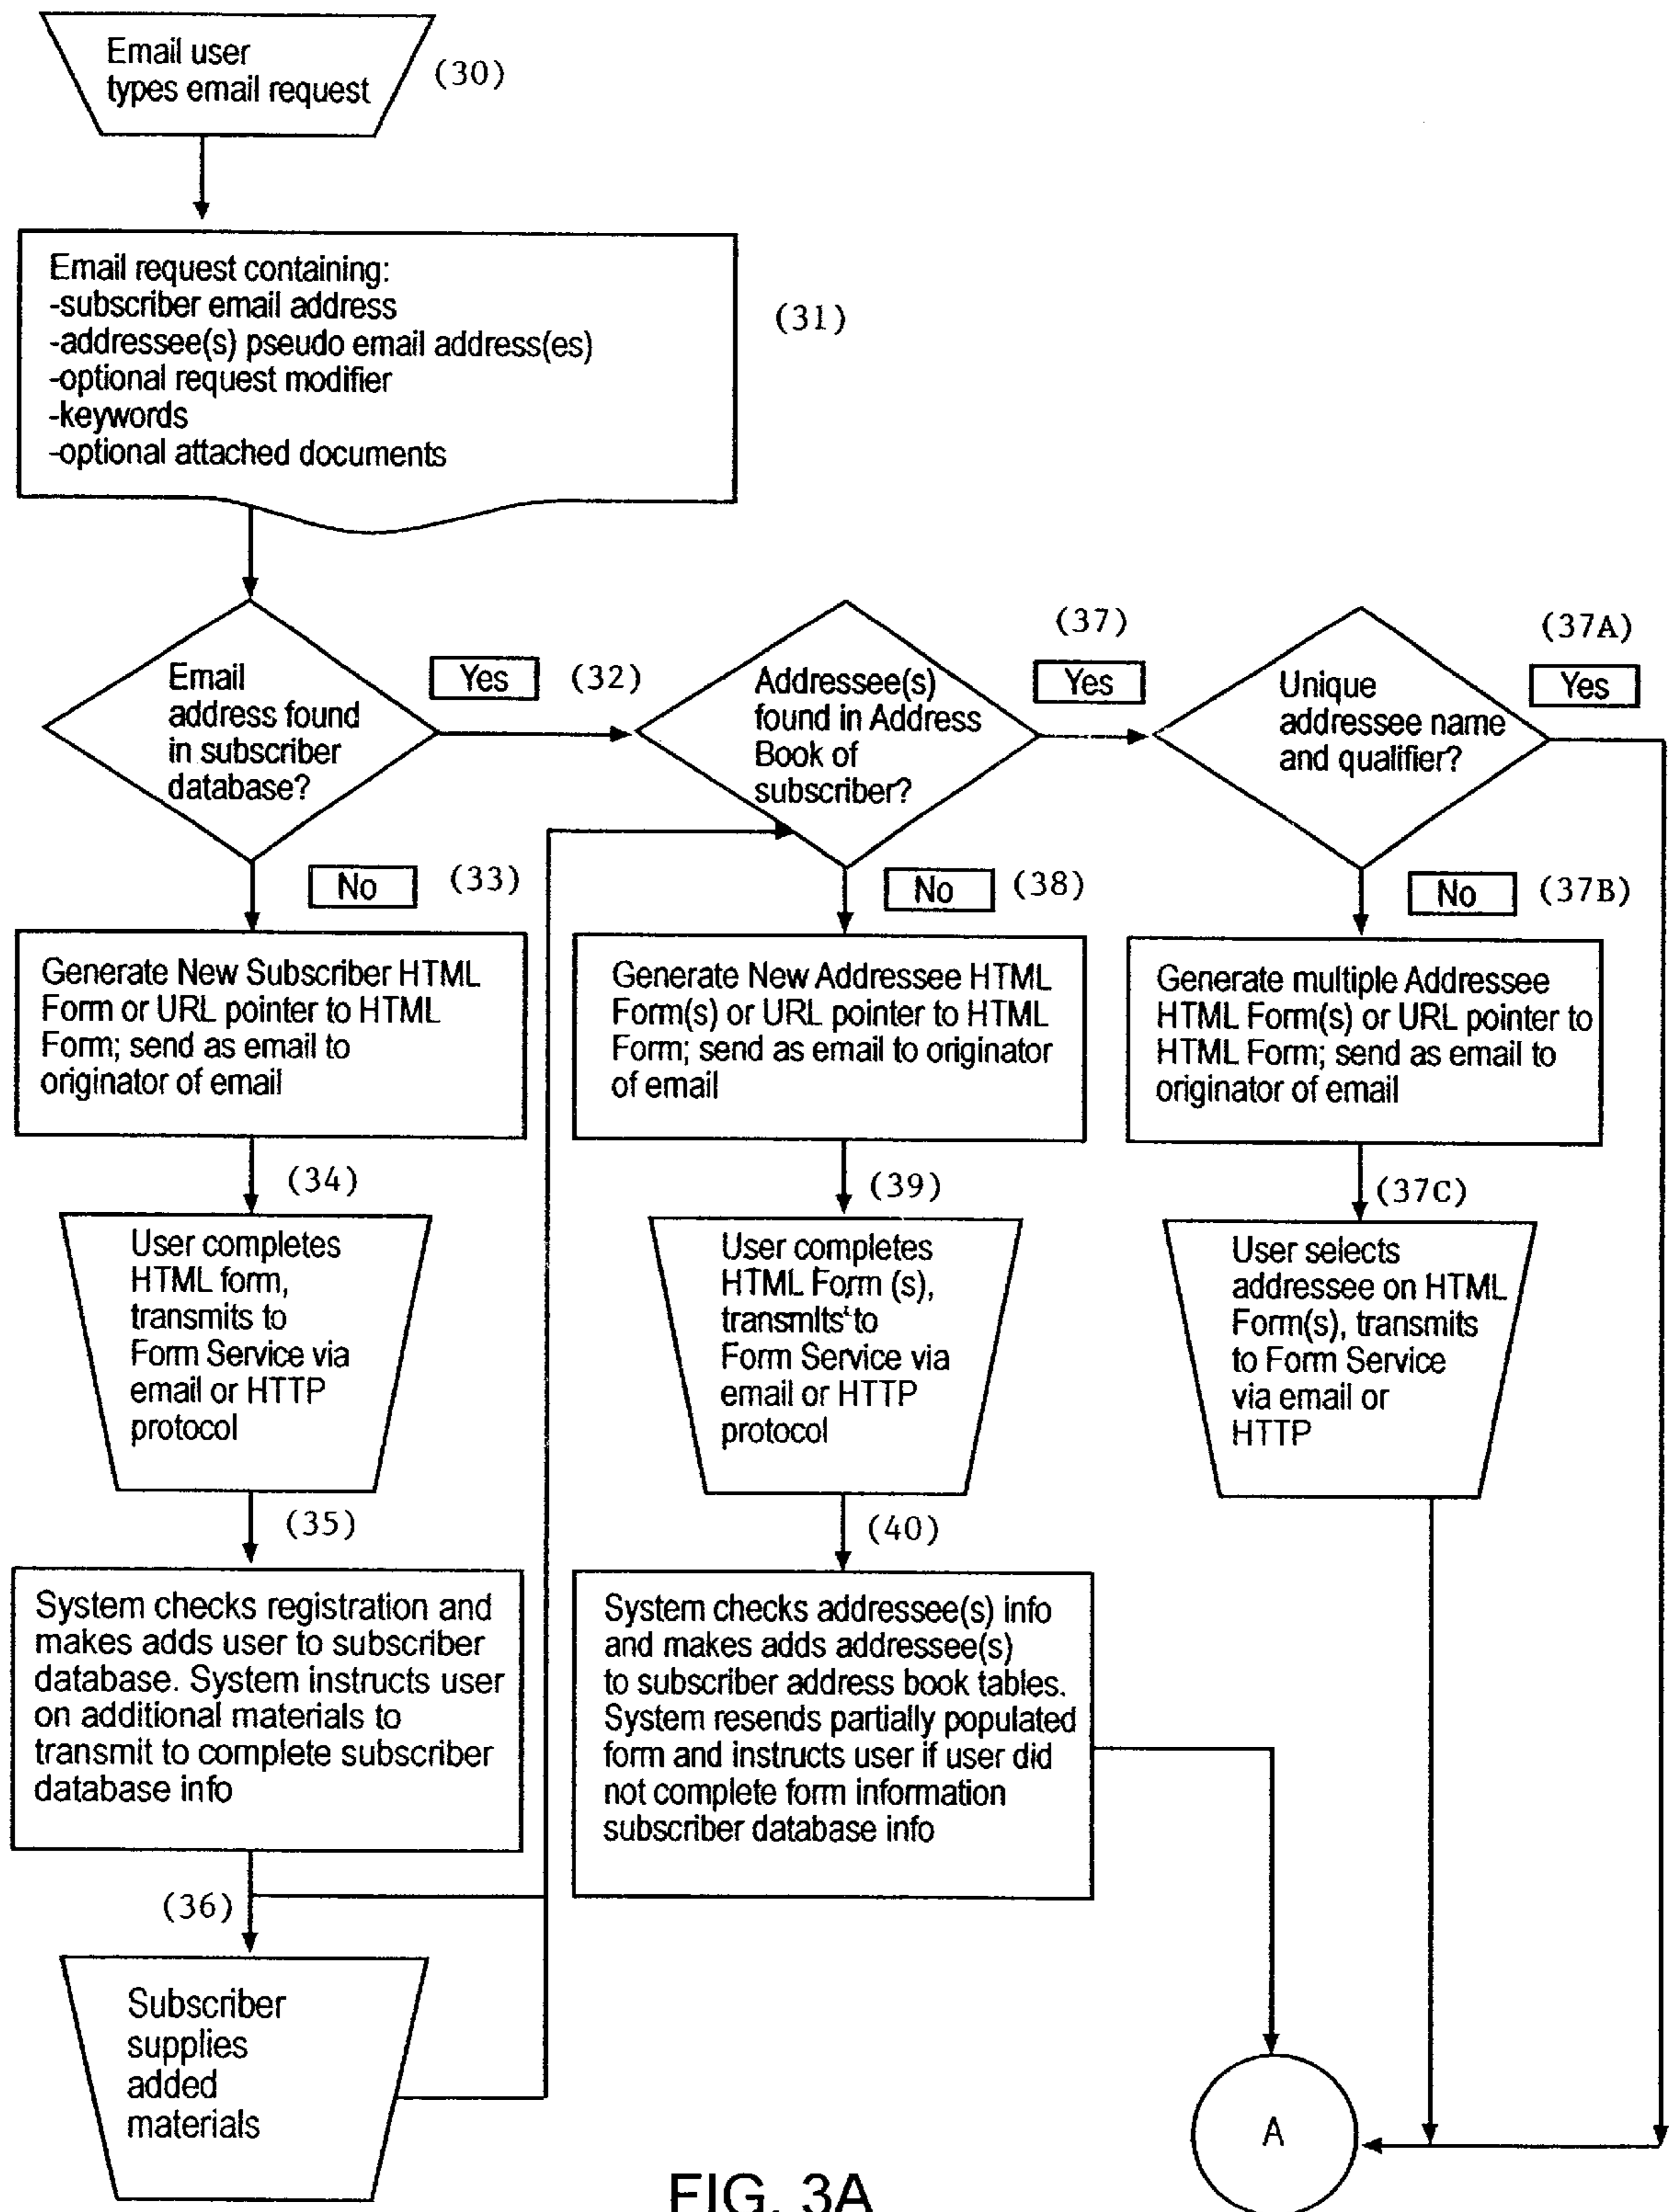 Email user
types email request
(30)
Email request containing:
-subscriber email address
-addressee(s) pseudo email address(es)
-optional request modifier
-keywords
-optional attached documents
(31)
Email
address found
in subscriber
database?
Yes
(32)
Addressee(s)
found in Address
Book of
subscriber?
(37)
Yes
Unique
addressee name
and qualifier?
(37A)
Yes
No
(33)
No
(38)
No
(37B)
Generate New Subscriber HTML
Form or URL pointer to HTML
Form; send as email to
originator of email
Generate New Addressee HTML
Form(s) or URL pointer to HTML
Form; send as email to originator
of email
Generate multiple Addressee
HTML Form(s) or URL pointer to
HTML Form; send as email to
originator of email
(34)
(39)
(37C)
User completes
HTML form,
transmits to
Form Service via
email or HTTP
protocol
User completes
HTML Form (s),
transmits to
Form Service via
email or HTTP
protocol
User selects
addressee on HTML
Form(s), transmits
to Form Service
via email or
HTTP
(35)
(40)
System checks registration and
makes adds user to subscriber
database. System instructs user
on additional materials to
transmit to complete subscriber
database info
System checks addressee(s) info
and makes adds addressee(s)
to subscriber address book tables.
System resends partially populated
form and instructs user if user did
not complete form information
subscriber database info
(36)
Subscriber
supplies
added
materials
A
FIG. 3A